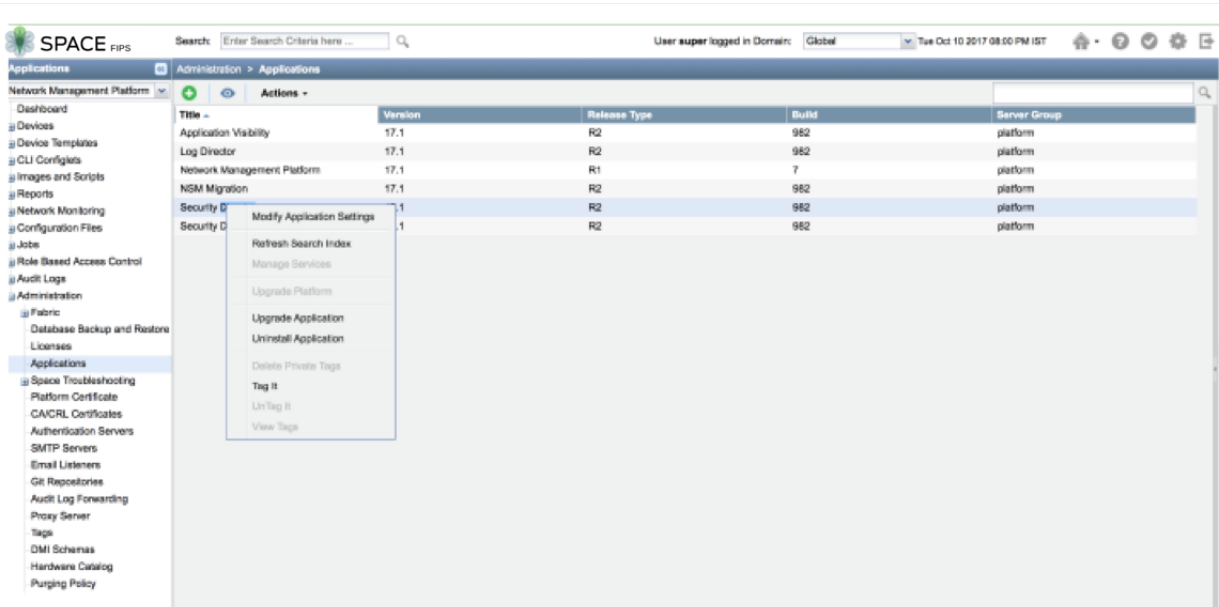 SPACE FIPS
Search: Enter Search Criteria here ...
User super logged in Domain: Global
Tue Oct 10 2017 08:00 PM IST
Applications
Administration > Applications
Network Management Platform
Actions
Dashboard
Devices
Device Templates
CLI Configlets
Images and Scripts
Reports
Network Monitoring
Configuration Files
Jobs
Role Based Access Control
Audit Logs
Administration
Fabric
Database Backup and Restore
Licenses
Applications
Space Troubleshooting
Platform Certificate
CA/CRL Certificates
Authentication Servers
SMTP Servers
Email Listeners
Git Repositories
Audit Log Forwarding
Proxy Server
Tags
DMI Schemas
Hardware Catalog
Purging Policy
Title Version Release Type Build Server Group
Application Visibility 17.1 R2 982 platform
Log Director 17.1 R2 982 platform
Network Management Platform 17.1 R1 7 platform
NSM Migration 17.1 R2 982 platform
Security D .1 R2 982 platform
Security D .1 R2 982 platform
Modify Application Settings
Refresh Search Index
Manage Services
Upgrade Platform
Upgrade Application
Uninstall Application
Delete Private Tags
Tag It
UnTag It
View Tags